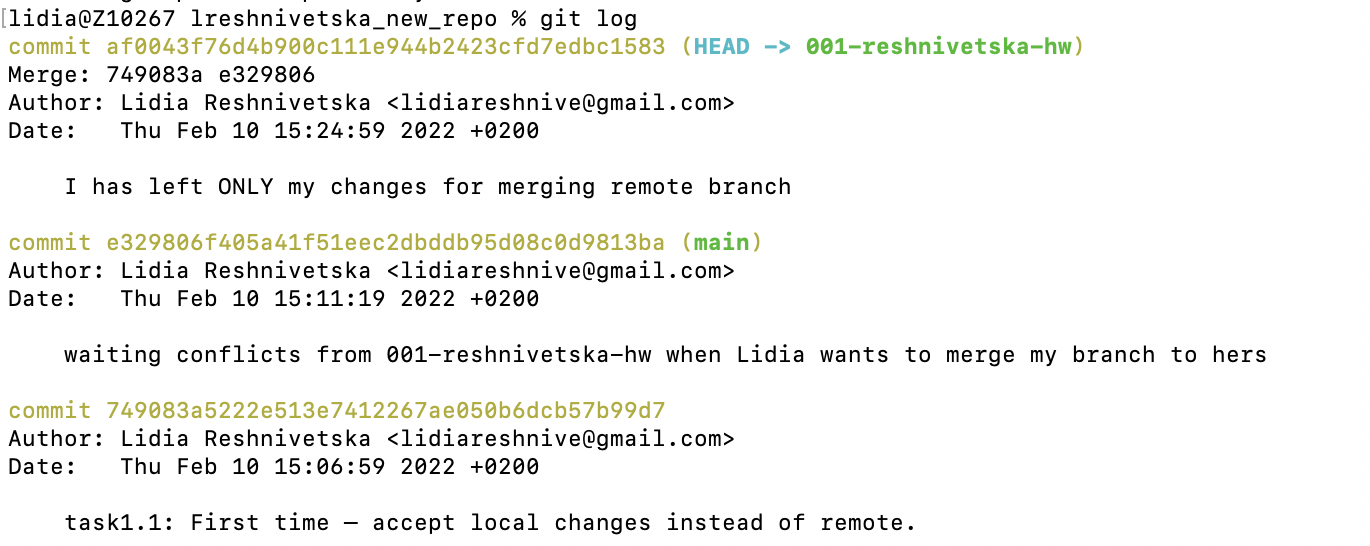 [lidia@Z10267 lreshnivetska_new_repo % git log
commit af0043f76d4b900c111e944b2423cfd7edbc1583 (HEAD -> 001-reshnivetska-hw)
Merge: 749083a e329806
Author: Lidia Reshnivetska <lidiareshnive@gmail.com>
Date:   Thu Feb 10 15:24:59 2022 +0200
    I has left ONLY my changes for merging remote branch
commit e329806f405a41f51eec2dbddb95d08c0d9813ba (main)
Author: Lidia Reshnivetska <lidiareshnive@gmail.com>
Date:   Thu Feb 10 15:11:19 2022 +0200
    waiting conflicts from 001-reshnivetska-hw when Lidia wants to merge my branch to hers
commit 749083a5222e513e7412267ae050b6dcb57b99d7
Author: Lidia Reshnivetska <lidiareshnive@gmail.com>
Date:   Thu Feb 10 15:06:59 2022 +0200
    task1.1: First time — accept local changes instead of remote.